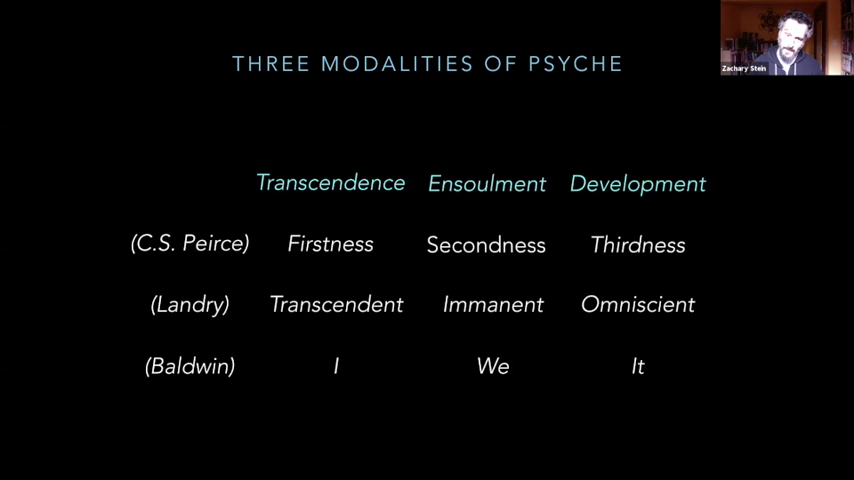 Zachary Stein
THREE MODALITIES OF PSYCHE
Transcendence Ensoulment Development
(C.S. Peirce) Firstness Secondness Thirdness
(Landry) Transcendent Immanent Omniscient
(Baldwin) I We It